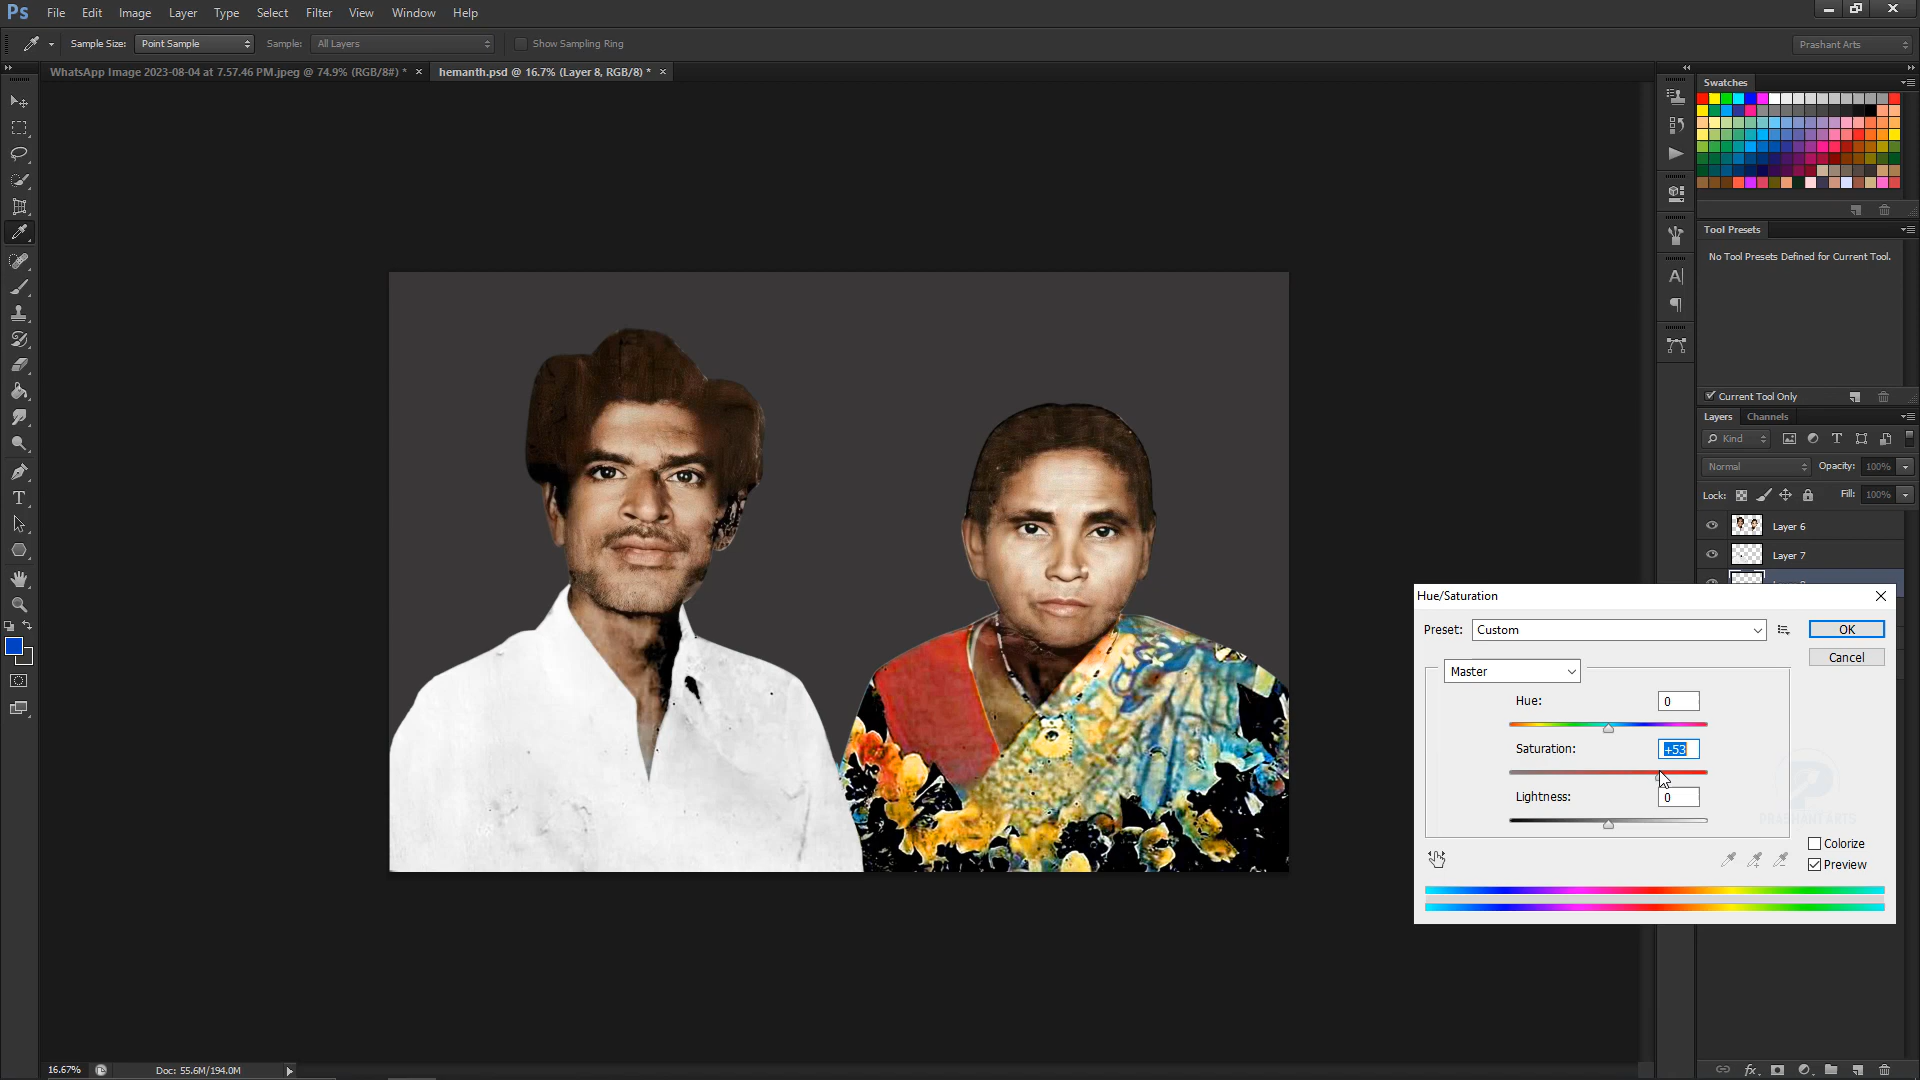 Ps File Edit Image Layer Type Select Filter View Window Help
Sample Size: Point Sample Sample: All Layers Show Sampling Ring Prashant Arts
WhatsApp Image 2023-08-04 at 7.57.46 PM.jpeg @ 74.9% (RGB/8#) * × hemanth.psd @ 16.7% (Layer 8, RGB/8) * ×
Swatches
Tool Presets
No Tool Presets Defined for Current Tool.
Current Tool Only
Layers Channels
Kind
Normal Opacity: 100%
Lock: Fill: 100%
Layer 6
Layer 7
Hue/Saturation
Preset: Custom OK
Cancel
Master
Hue: 0
Saturation: +53
Lightness: 0
PRASHANT ARTS
Colorize
Preview
16.67% Doc: 55.6M/194.0M